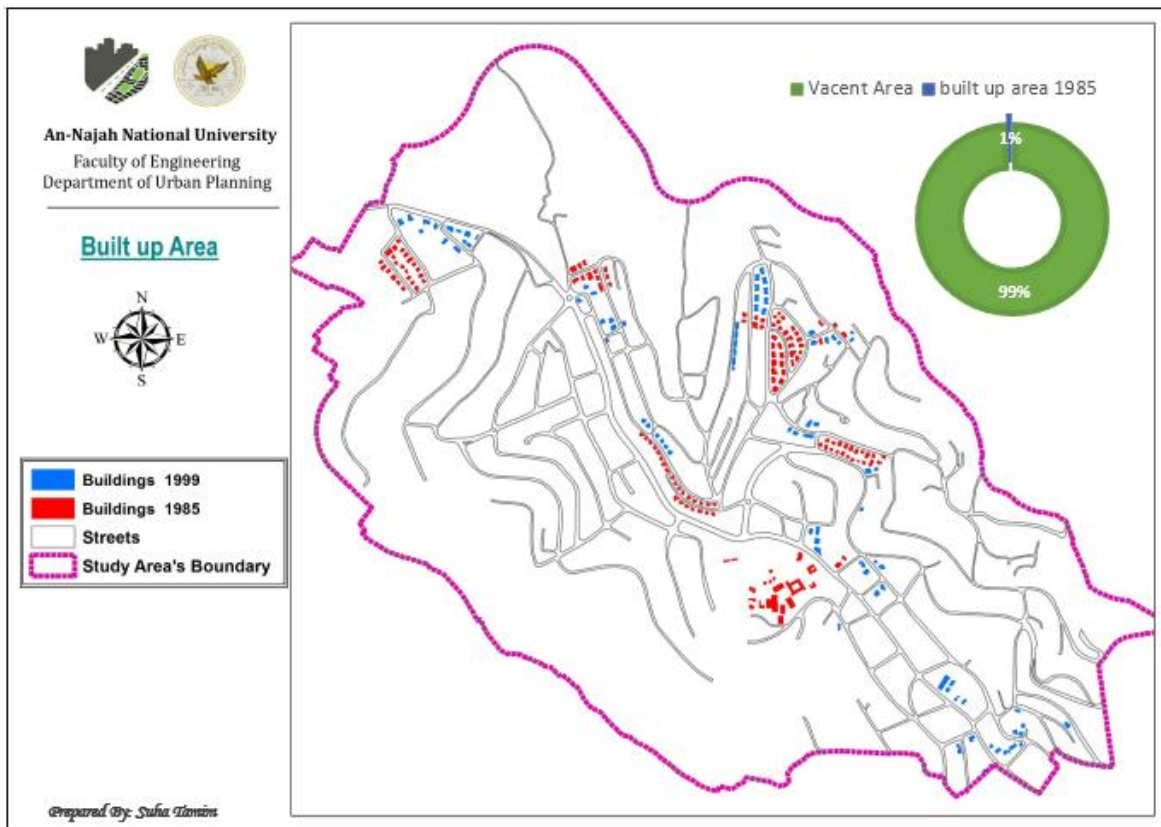 An-Najah National University
Faculty of Engineering
Department of Urban Planning
Built up Area
N
W E
S
Buildings 1999
Buildings 1985
Streets
Study Area's Boundary
Prepared By: Suha Tamim
Vacent Area built up area 1985
1%
99%